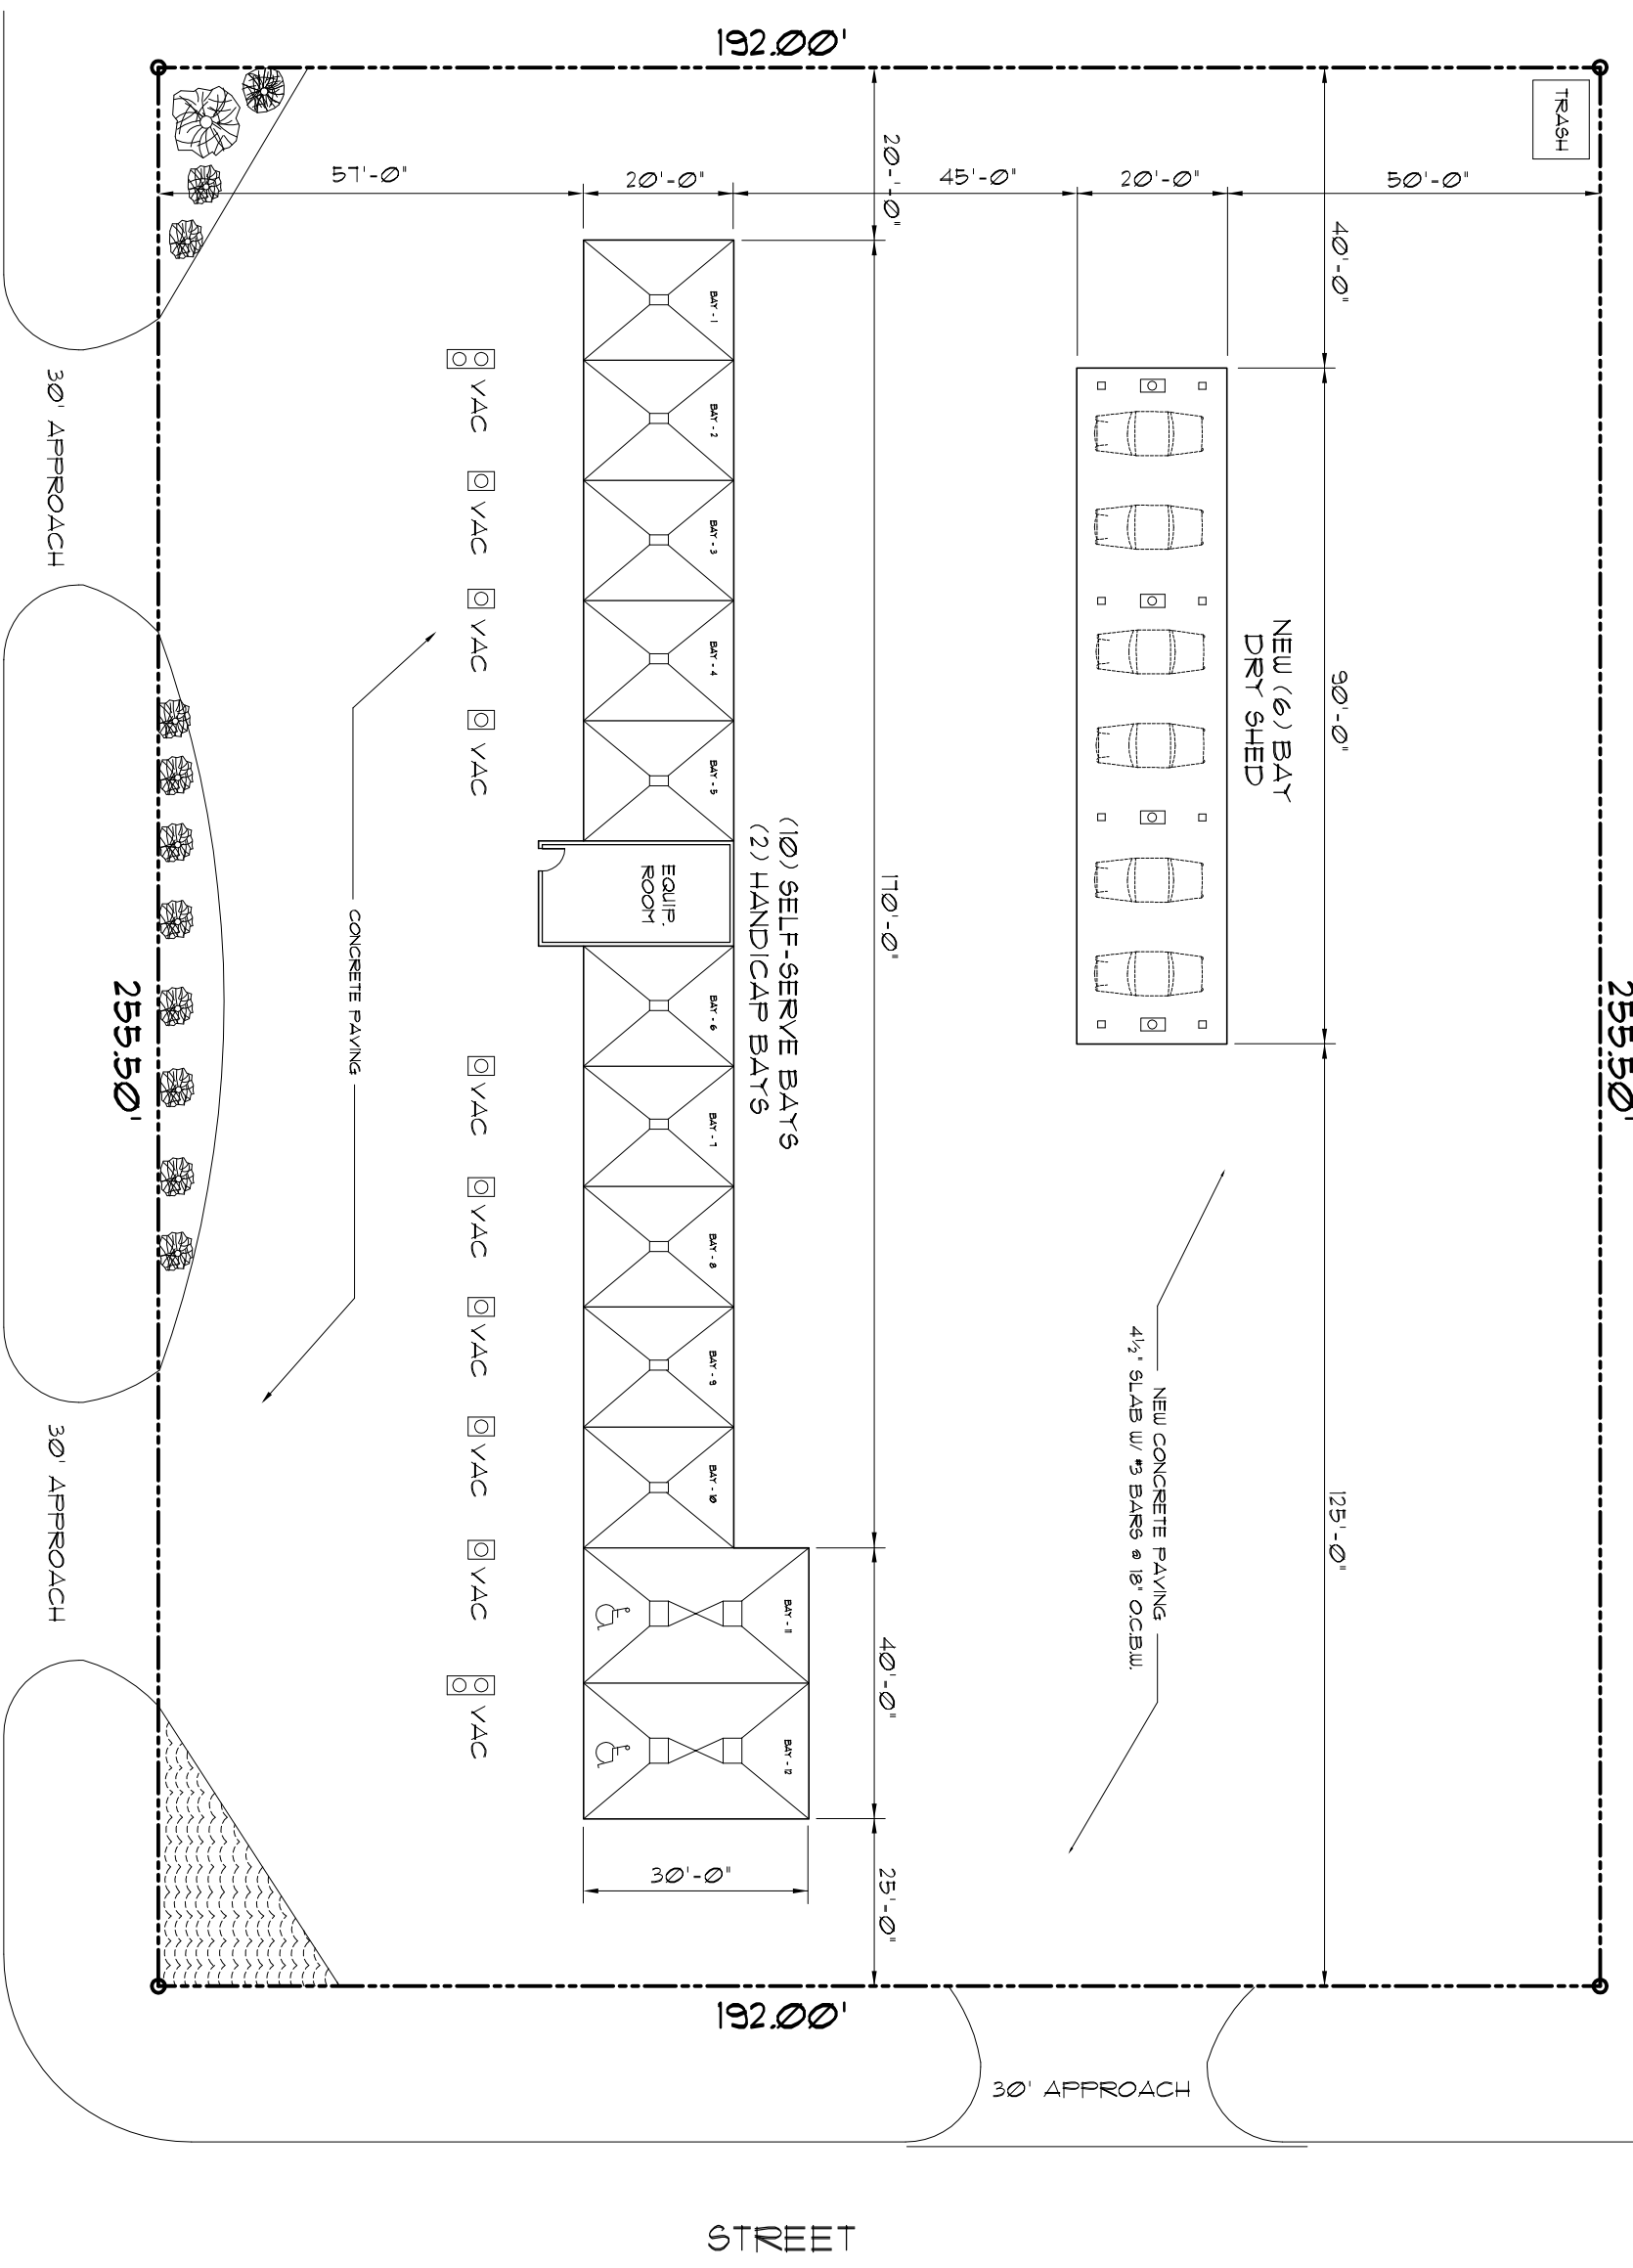 192.00'
TRASH
57'-0"
20'-0"
20'-0"
45'-0"
20'-0"
50'-0"
40'-0"
BAY - 1
30' APPROACH
VAC
BAY - 2
VAC
BAY - 3
VAC
BAY - 4
VAC
BAY - 5
NEW (6) BAY
DRY SHED
90'-0"
EQUIP.
ROOM
(10) SELF-SERVE BAYS
(2) HANDICAP BAYS
170'-0"
CONCRETE PAVING
255.50'
255.50'
BAY - 6
VAC
BAY - 7
VAC
BAY - 8
VAC
BAY - 9
VAC
BAY - 10
VAC
30' APPROACH
NEW CONCRETE PAVING
4½" SLAB W/ #3 BARS @ 18" O.C.B.W.
125'-0"
BAY - 11
40'-0"
VAC
BAY - 12
30'-0"
25'-0"
192.00'
30' APPROACH
STREET